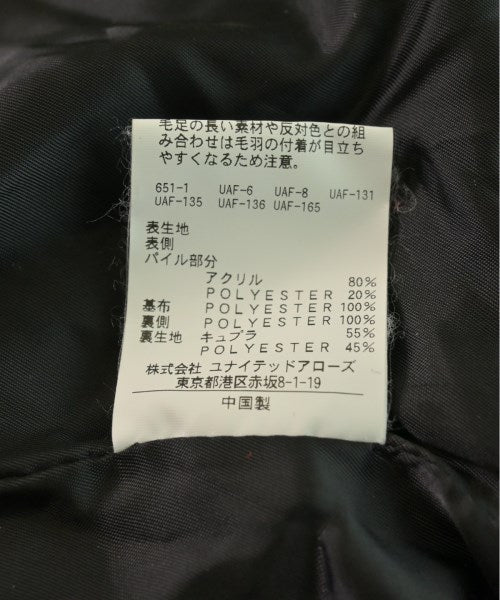 毛足の長い素材や反対色との組
み合わせは毛羽の付着が目立ち
やすくなるため注意。
651-1 UAF-6 UAF-8 UAF-131
UAF-135 UAF-136 UAF-165
表生地
表側
パイル部分
アクリル 80%
POLYESTER 20%
基布 POLYESTER 100%
裏側 POLYESTER 100%
裏生地 キュプラ 55%
POLYESTER 45%
株式会社 ユナイテッドアローズ
東京都港区赤坂8-1-19
中国製